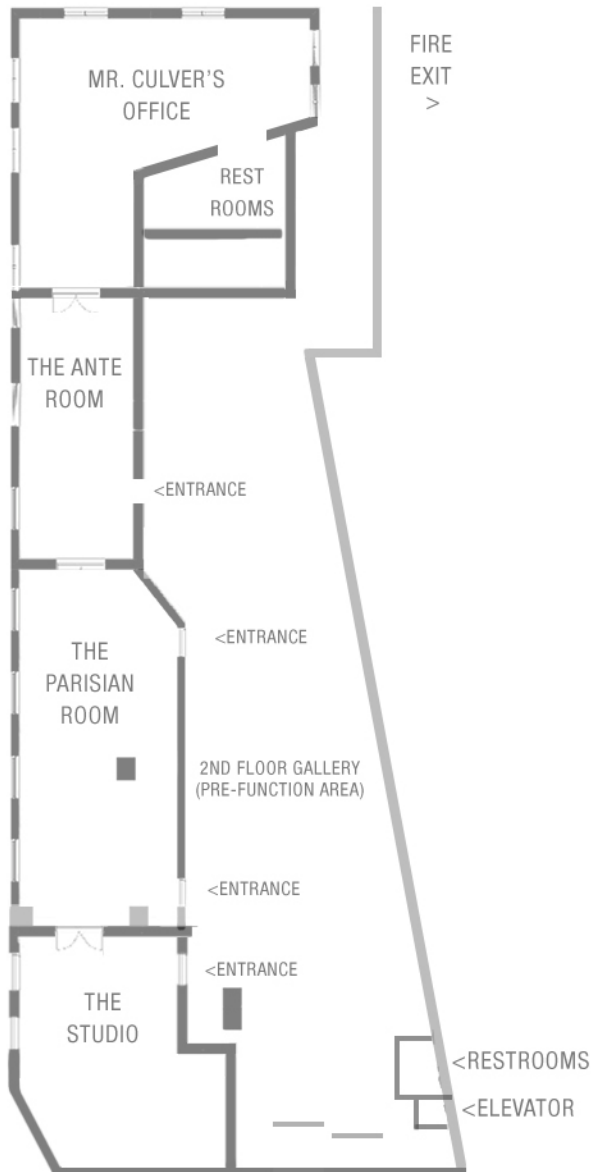 MR. CULVER'S
OFFICE
FIRE
EXIT
>
REST
ROOMS
THE ANTE
ROOM
<ENTRANCE
<ENTRANCE
THE
PARISIAN
ROOM
2ND FLOOR GALLERY
(PRE-FUNCTION AREA)
<ENTRANCE
<ENTRANCE
THE
STUDIO
<RESTROOMS
<ELEVATOR